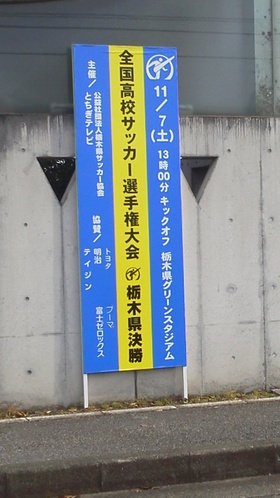 11/7(土) 13時00分 キックオフ 栃木県グリーンスタジアム
全国高校サッカー選手権大会 栃木県決勝
主催/公益社団法人栃木県サッカー協会
とちぎテレビ
協賛/トヨタ
明治
テイジン
プーマ
富士ゼロックス